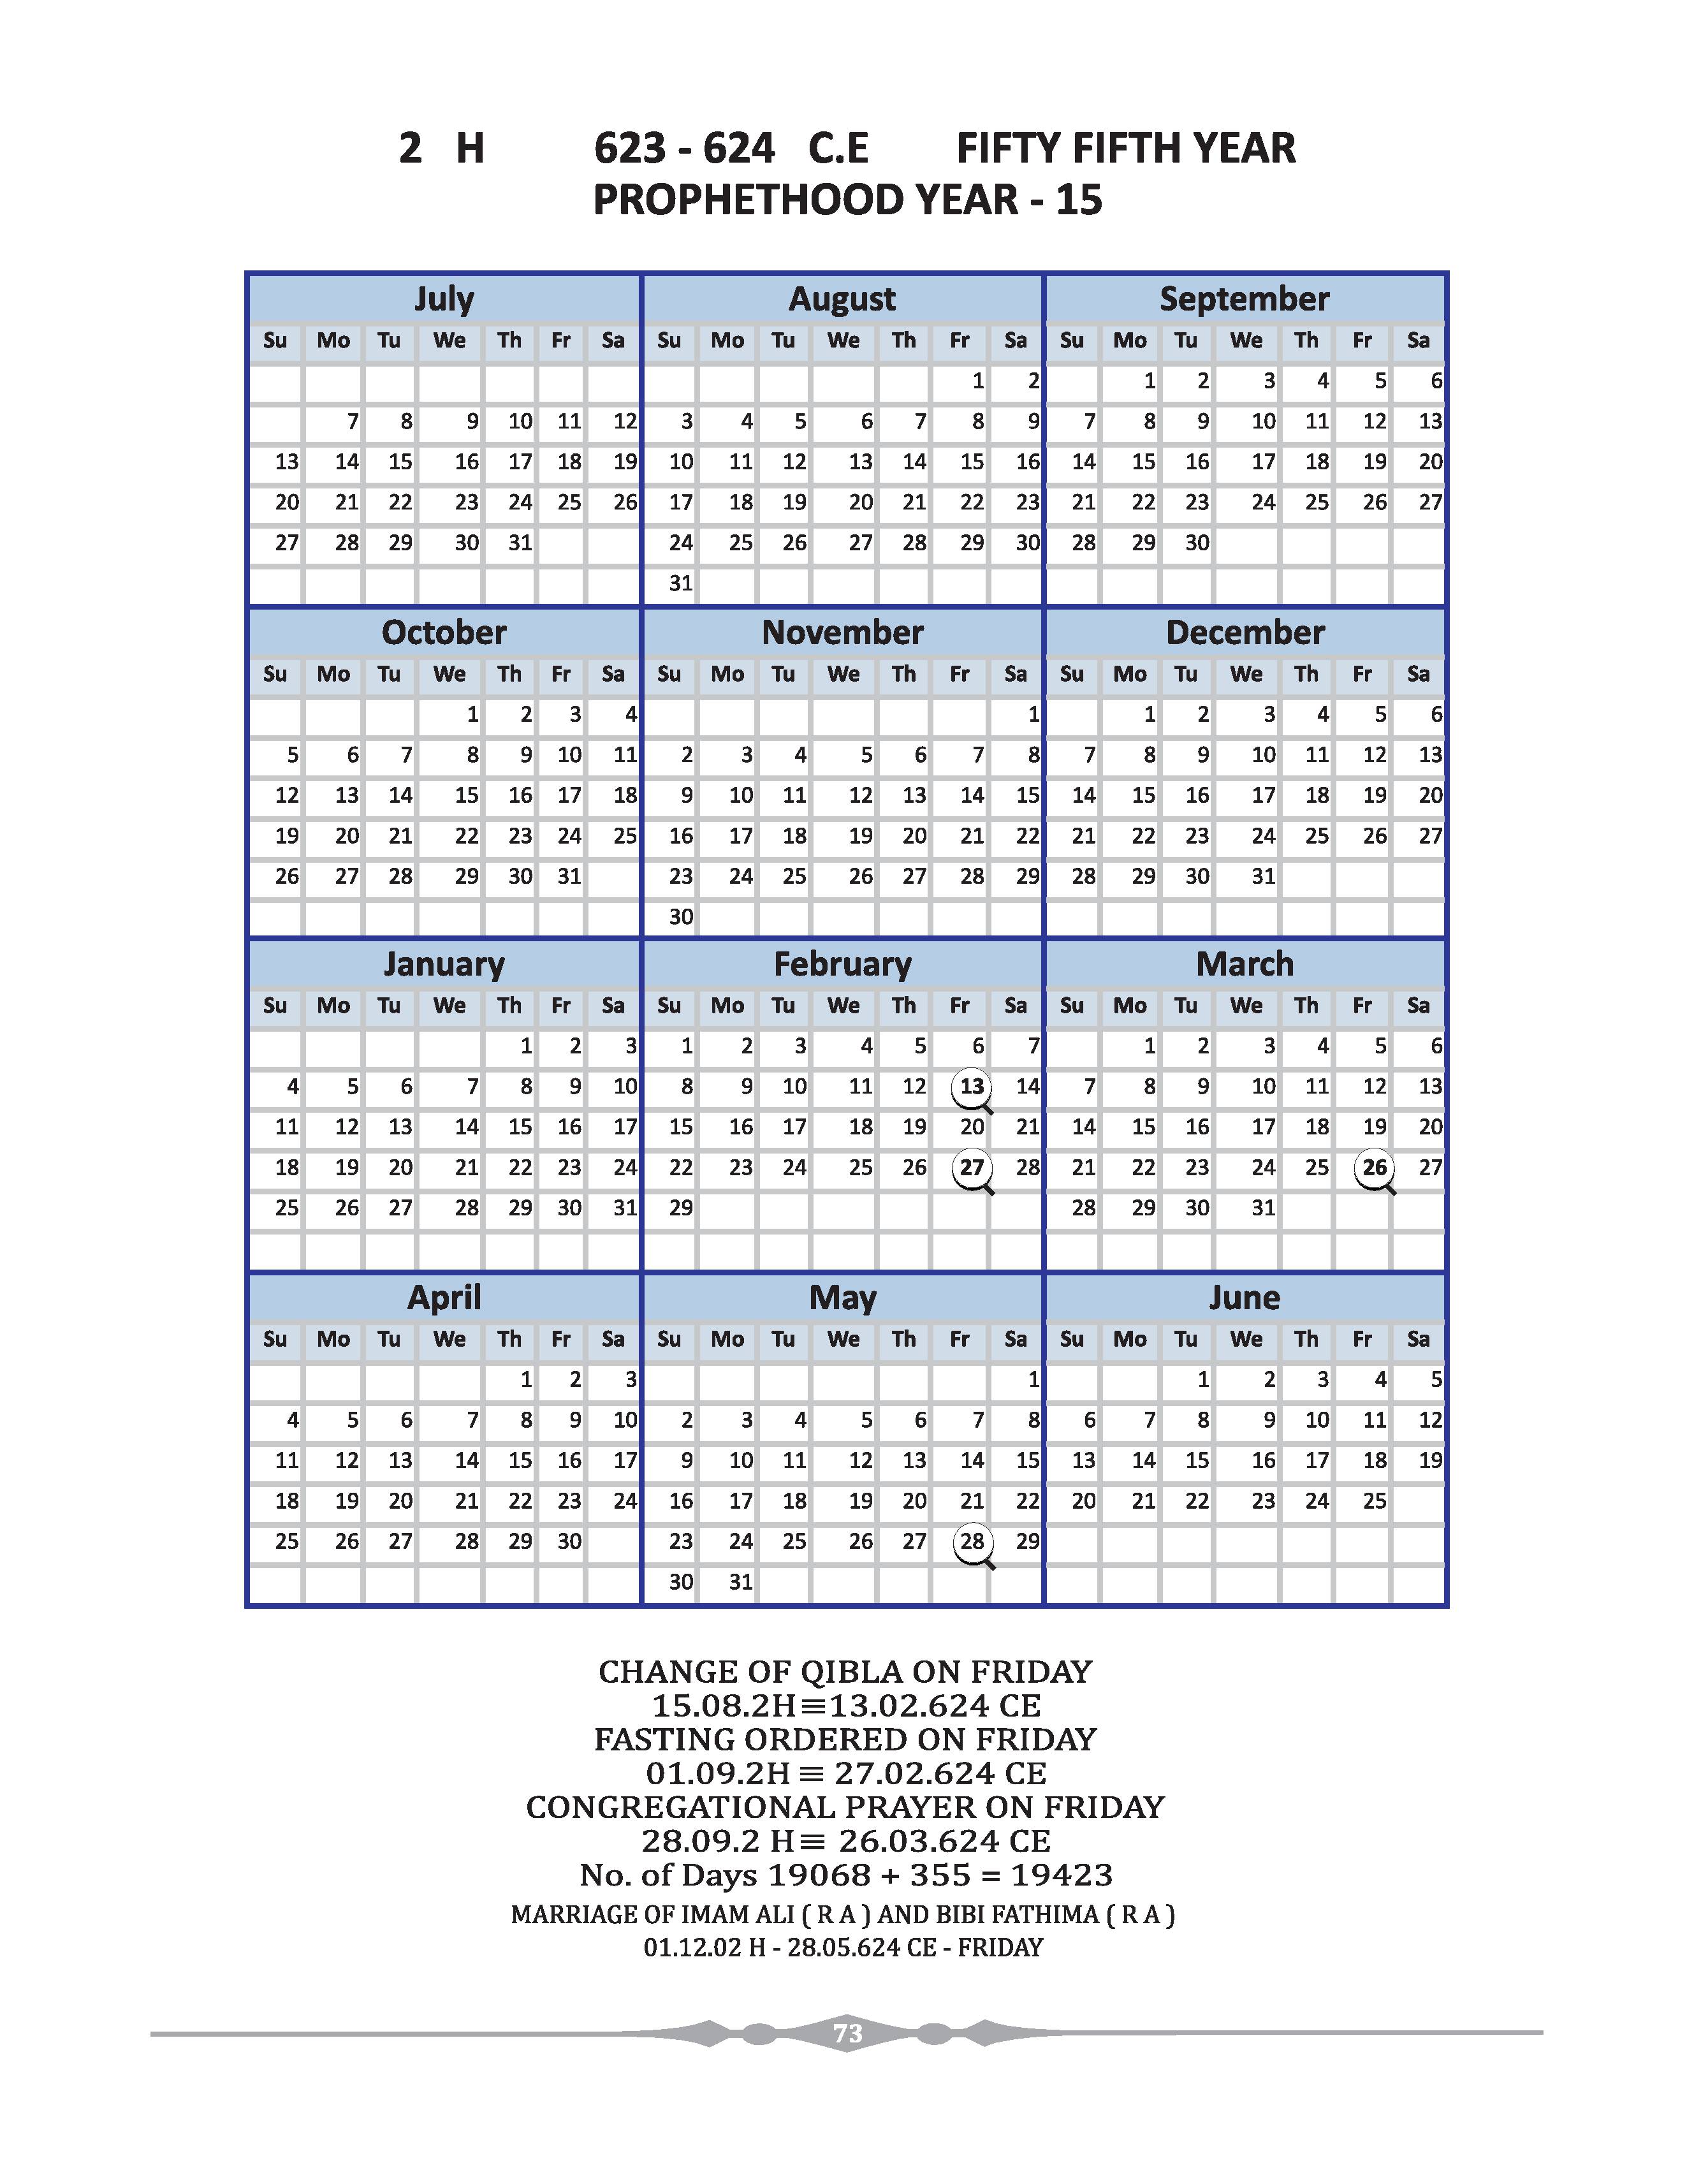 2 H 623 - 624 C.E FIFTY FIFTH YEAR
PROPHETHOOD YEAR - 15
July August September
Su Mo Tu We Th Fr Sa Su Mo Tu We Th Fr Sa Su Mo Tu We Th Fr Sa
1 2 1 2 3 4 5 6
7 8 9 10 11 12 3 4 5 6 7 8 9 7 8 9 10 11 12 13
13 14 15 16 17 18 19 10 11 12 13 14 15 16 14 15 16 17 18 19 20
20 21 22 23 24 25 26 17 18 19 20 21 22 23 21 22 23 24 25 26 27
27 28 29 30 31 24 25 26 27 28 29 30 28 29 30
31
October November December
Su Mo Tu We Th Fr Sa Su Mo Tu We Th Fr Sa Su Mo Tu We Th Fr Sa
1 2 3 4 1 1 2 3 4 5 6
5 6 7 8 9 10 11 2 3 4 5 6 7 8 7 8 9 10 11 12 13
12 13 14 15 16 17 18 9 10 11 12 13 14 15 14 15 16 17 18 19 20
19 20 21 22 23 24 25 16 17 18 19 20 21 22 21 22 23 24 25 26 27
26 27 28 29 30 31 23 24 25 26 27 28 29 28 29 30 31
30
January February March
Su Mo Tu We Th Fr Sa Su Mo Tu We Th Fr Sa Su Mo Tu We Th Fr Sa
1 2 3 1 2 3 4 5 6 7 1 2 3 4 5 6
4 5 6 7 8 9 10 8 9 10 11 12 13 14 7 8 9 10 11 12 13
11 12 13 14 15 16 17 15 16 17 18 19 20 21 14 15 16 17 18 19 20
18 19 20 21 22 23 24 22 23 24 25 26 27 28 21 22 23 24 25 26 27
25 26 27 28 29 30 31 29 28 29 30 31
April May June
Su Mo Tu We Th Fr Sa Su Mo Tu We Th Fr Sa Su Mo Tu We Th Fr Sa
1 2 3 1 1 2 3 4 5
4 5 6 7 8 9 10 2 3 4 5 6 7 8 6 7 8 9 10 11 12
11 12 13 14 15 16 17 9 10 11 12 13 14 15 13 14 15 16 17 18 19
18 19 20 21 22 23 24 16 17 18 19 20 21 22 20 21 22 23 24 25
25 26 27 28 29 30 23 24 25 26 27 28 29
30 31
CHANGE OF QIBLA ON FRIDAY
15.08.2H≡13.02.624 CE
FASTING ORDERED ON FRIDAY
01.09.2H ≡ 27.02.624 CE
CONGREGATIONAL PRAYER ON FRIDAY
28.09.2 H≡ 26.03.624 CE
No. of Days 19068 + 355 = 19423
MARRIAGE OF IMAM ALI ( R A ) AND BIBI FATHIMA ( R A )
01.12.02 H - 28.05.624 CE - FRIDAY
73